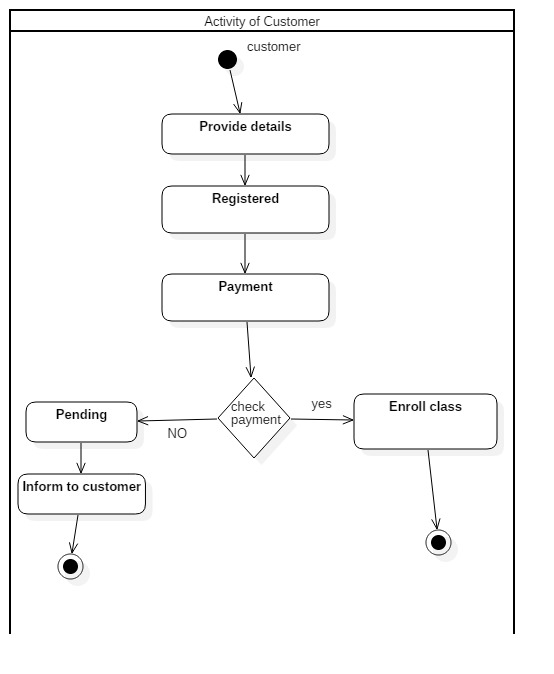 Activity of Customer
customer
Provide details
Registered
Payment
check
payment
yes
NO
Enroll class
Pending
Inform to customer